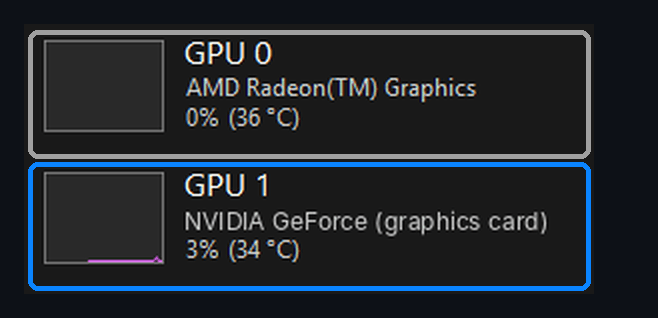 GPU 0
AMD Radeon(TM) Graphics
0% (36 °C)
GPU 1
NVIDIA GeForce (graphics card)
3% (34 °C)